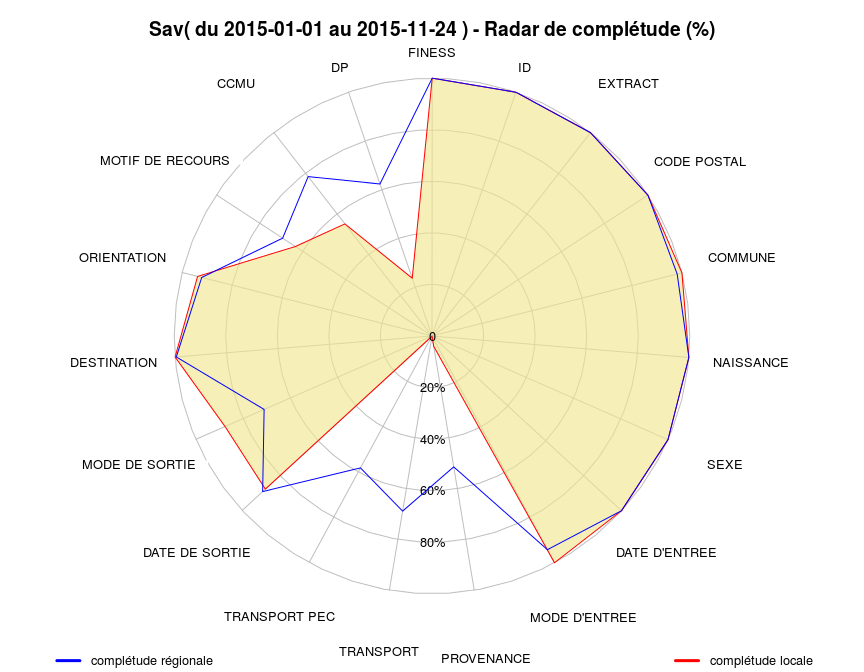 Sav( du 2015-01-01 au 2015-11-24 ) - Radar de complétude (%)
FINESS
DP
ID
CCMU
EXTRACT
MOTIF DE RECOURS
CODE POSTAL
ORIENTATION
COMMUNE
0
DESTINATION
NAISSANCE
20%
40%
MODE DE SORTIE
SEXE
60%
80%
DATE DE SORTIE
DATE D'ENTREE
TRANSPORT PEC
MODE D'ENTREE
TRANSPORT
PROVENANCE
complétude régionale
complétude locale